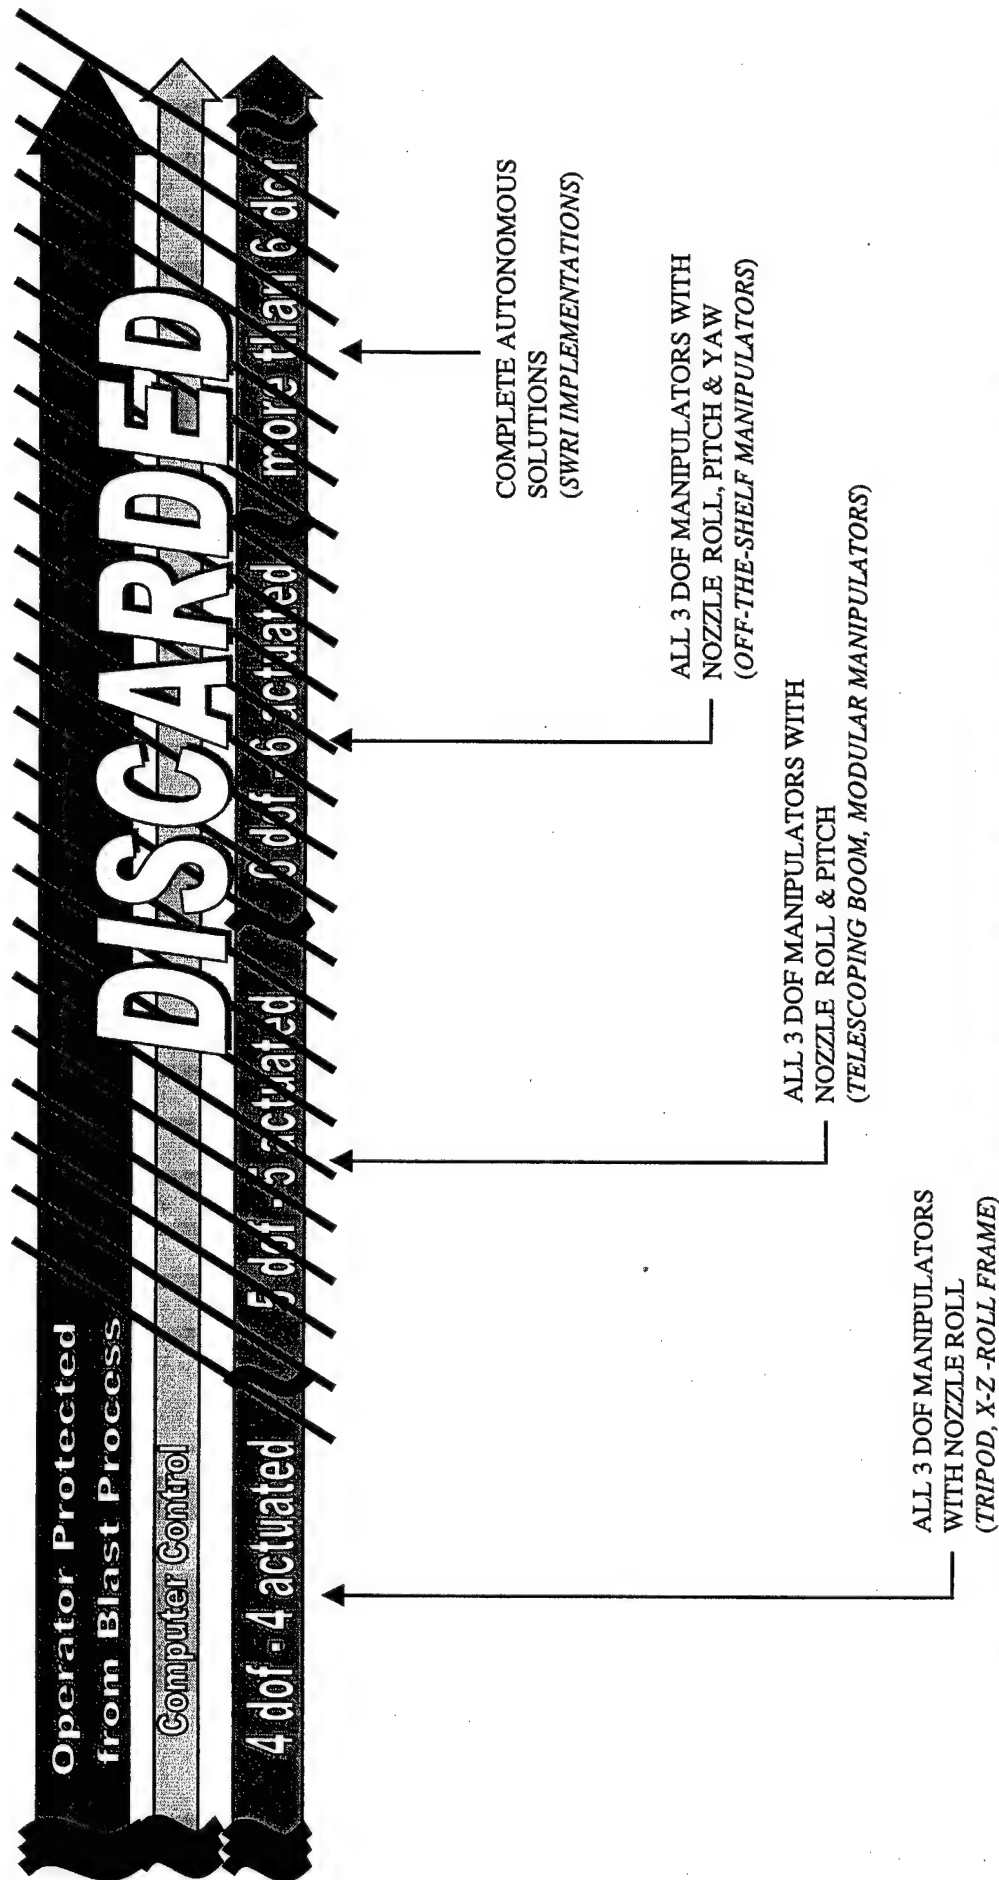 Operator Protected
from Blast Process
Computer Control
DISCARDED
4 dof - 4 actuated
5 dof - 5 actuated
6 dof - 6 actuated
more than 6 dof
COMPLETE AUTONOMOUS
SOLUTIONS
(SWRI IMPLEMENTATIONS)
ALL 3 DOF MANIPULATORS WITH
NOZZLE ROLL, PITCH & YAW
(OFF-THE-SHELF MANIPULATORS)
ALL 3 DOF MANIPULATORS WITH
NOZZLE ROLL & PITCH
(TELESCOPING BOOM, MODULAR MANIPULATORS)
ALL 3 DOF MANIPULATORS
WITH NOZZLE ROLL
(TRIPOD, X-Z -ROLL FRAME)